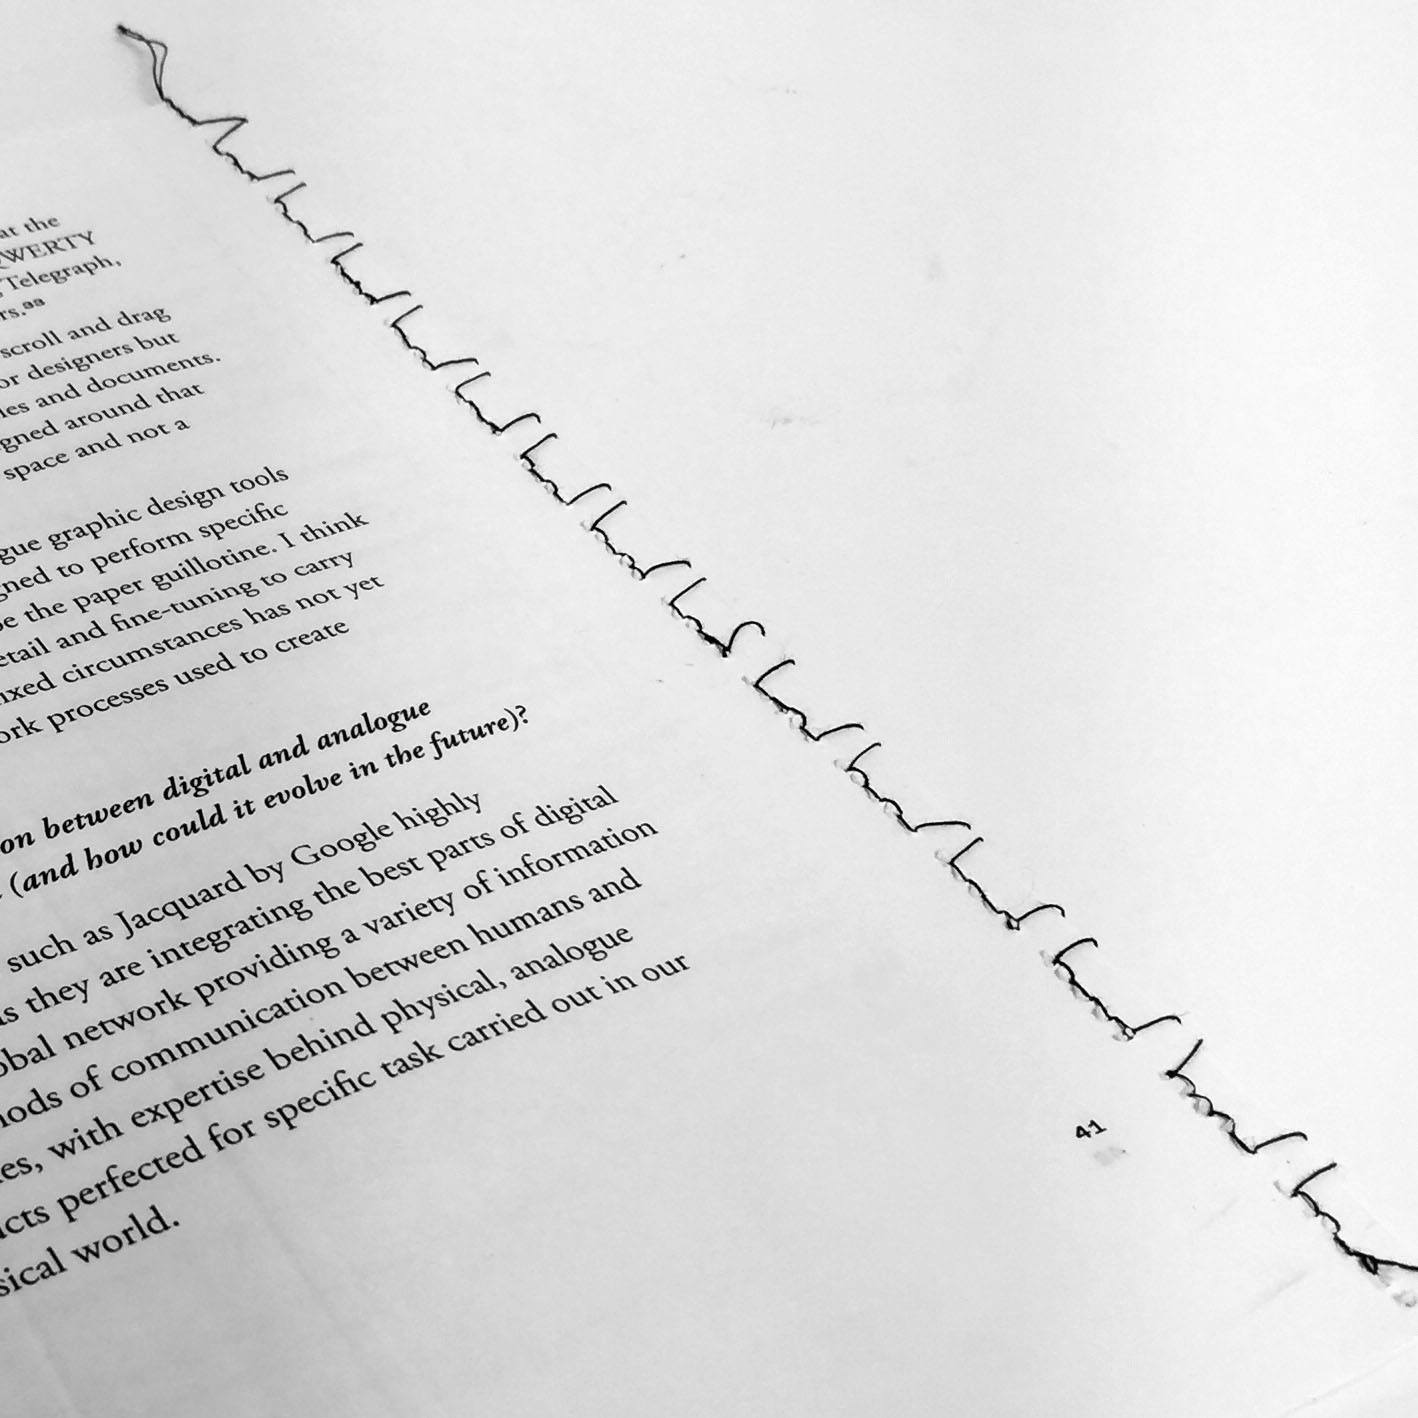 at the
QWERTY
Telegraph,
rs.aa
scroll and drag
or designers but
les and documents.
gned around that
space and not a
gue graphic design tools
gned to perform specific
be the paper guillotine. I think
etail and fine-tuning to carry
ixed circumstances has not yet
ork processes used to create
on between digital and analogue
(and how could it evolve in the future)?
such as Jacquard by Google highly
as they are integrating the best parts of digital
obal network providing a variety of information
hods of communication between humans and
es, with expertise behind physical, analogue
ucts perfected for specific task carried out in our
sical world.
41